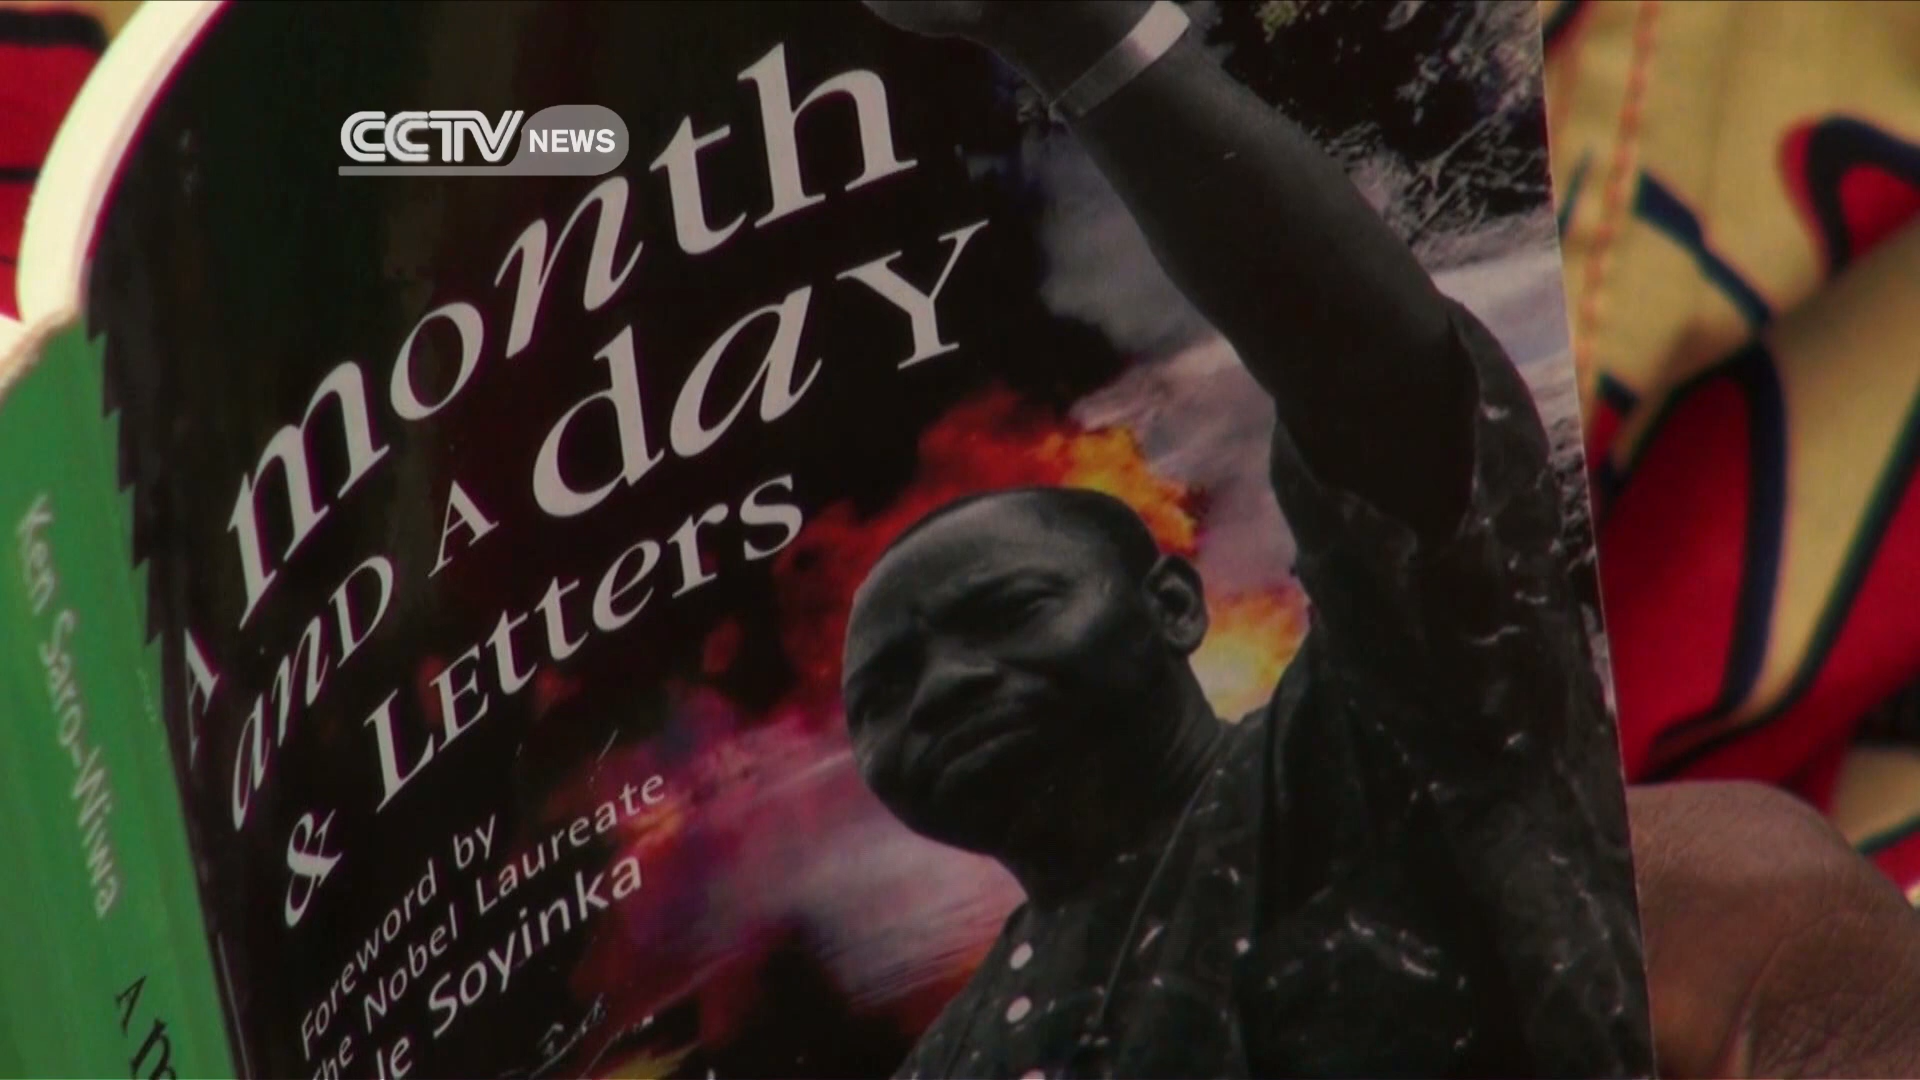 CCTV NEWS
A month
and a day
& Letters
Foreword by
the Nobel Laureate
le Soyinka
Ken Saro-Wiwa
A m